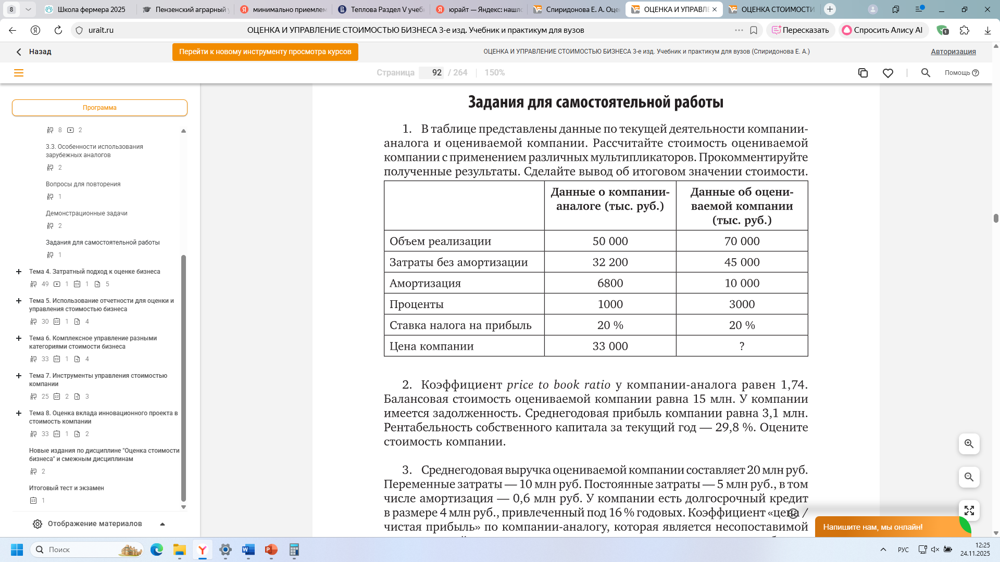 8
Школа фермера 2025
Пензенский аграрный у
минимально приемлем
Теплова Раздел V учеб
юрайт — Яндекс: нашло
Спиридонова Е. А. Оце
ОЦЕНКА И УПРАВЛЕ
ОЦЕНКА СТОИМОСТИ
urait.ru
ОЦЕНКА И УПРАВЛЕНИЕ СТОИМОСТЬЮ БИЗНЕСА 3-е изд. Учебник и практикум для вузов
Пересказать
Спросить Алису AI
1
Назад
Перейти к новому инструменту просмотра курсов
ОЦЕНКА И УПРАВЛЕНИЕ СТОИМОСТЬЮ БИЗНЕСА 3-е изд. Учебник и практикум для вузов (Спиридонова Е. А.)
Авторизация
Страница 92 / 264 150%
Помощь
Программа
8 2
3.3. Особенности использования
зарубежных аналогов
2
Вопросы для повторения
1
Демонстрационные задачи
2
Задания для самостоятельной работы
1
Тема 4. Затратный подход к оценке бизнеса
49 1 1 5
Тема 5. Использование отчетности для оценки и
управления стоимостью бизнеса
30 1 4
Тема 6. Комплексное управление разными
категориями стоимости бизнеса
33 1 4
Тема 7. Инструменты управления стоимостью
компании
25 2 3
Тема 8. Оценка вклада инновационного проекта в
стоимость компании
33 1 2
Новые издания по дисциплине "Оценка стоимости
бизнеса" и смежным дисциплинам
2
Итоговый тест и экзамен
1
Отображение материалов
Задания для самостоятельной работы
1. В таблице представлены данные по текущей деятельности компании-
аналога и оцениваемой компании. Рассчитайте стоимость оцениваемой
компании с применением различных мультипликаторов. Прокомментируйте
полученные результаты. Сделайте вывод об итоговом значении стоимости.
Данные о компании-
аналоге (тыс. руб.)
Данные об оцени-
ваемой компании
(тыс. руб.)
Объем реализации 50 000 70 000
Затраты без амортизации 32 200 45 000
Амортизация 6800 10 000
Проценты 1000 3000
Ставка налога на прибыль 20 % 20 %
Цена компании 33 000 ?
2. Коэффициент price to book ratio у компании-аналога равен 1,74.
Балансовая стоимость оцениваемой компании равна 15 млн. У компании
имеется задолженность. Среднегодовая прибыль компании равна 3,1 млн.
Рентабельность собственного капитала за текущий год — 29,8 %. Оцените
стоимость компании.
3. Среднегодовая выручка оцениваемой компании составляет 20 млн руб.
Переменные затраты — 10 млн руб. Постоянные затраты — 5 млн руб., в том
числе амортизация — 0,6 млн руб. У компании есть долгосрочный кредит
в размере 4 млн руб., привлеченный под 16 % годовых. Коэффициент «цена /
чистая прибыль» по компании-аналогу, которая является несопоставимой
Напишите нам, мы онлайн!
Поиск
РУС
12:25
24.11.2025